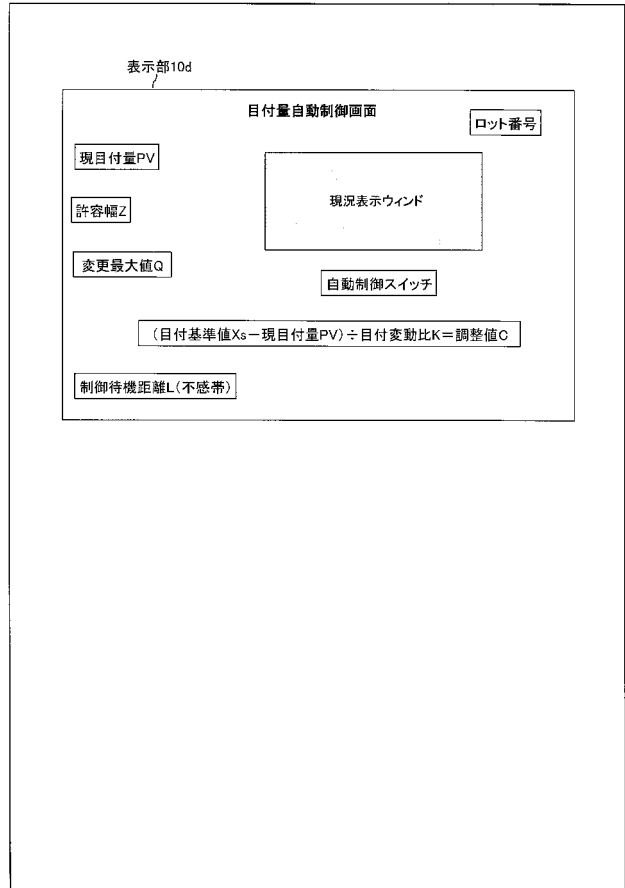 表示部10d
目付量自動制御画面
ロット番号
現目付量PV
現況表示ウィンド
許容幅Z
変更最大値Q
自動制御スイッチ
(目付基準値Xs－現目付量PV)÷目付変動比K＝調整値C
制御待機距離L(不感帯)